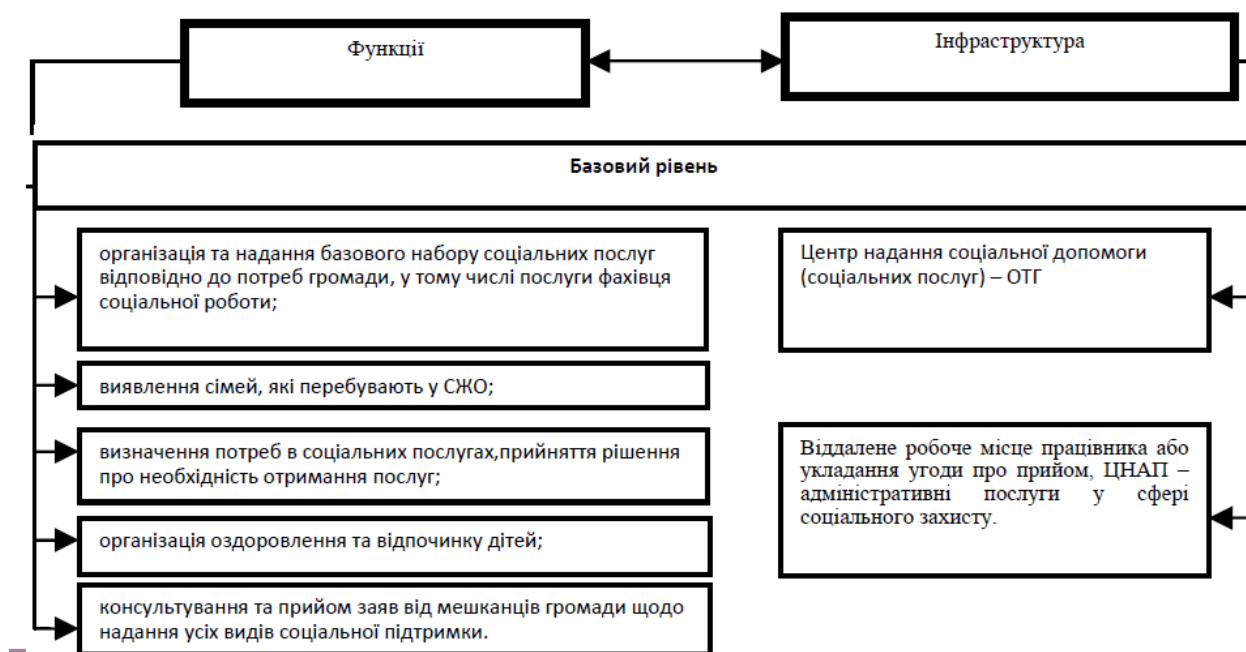 Функції
Інфраструктура
Базовий рівень
організація та надання базового набору соціальних послуг
відповідно до потреб громади, у тому числі послуги фахівця
соціальної роботи;
виявлення сімей, які перебувають у СЖО;
визначення потреб в соціальних послугах,прийняття рішення
про необхідність отримання послуг;
організація оздоровлення та відпочинку дітей;
консультування та прийом заяв від мешканців громади щодо
надання усіх видів соціальної підтримки.
Центр надання соціальної допомоги
(соціальних послуг) – ОТГ
Віддалене робоче місце працівника або
укладання угоди про прийом, ЦНАП –
адміністративні послуги у сфері
соціального захисту.